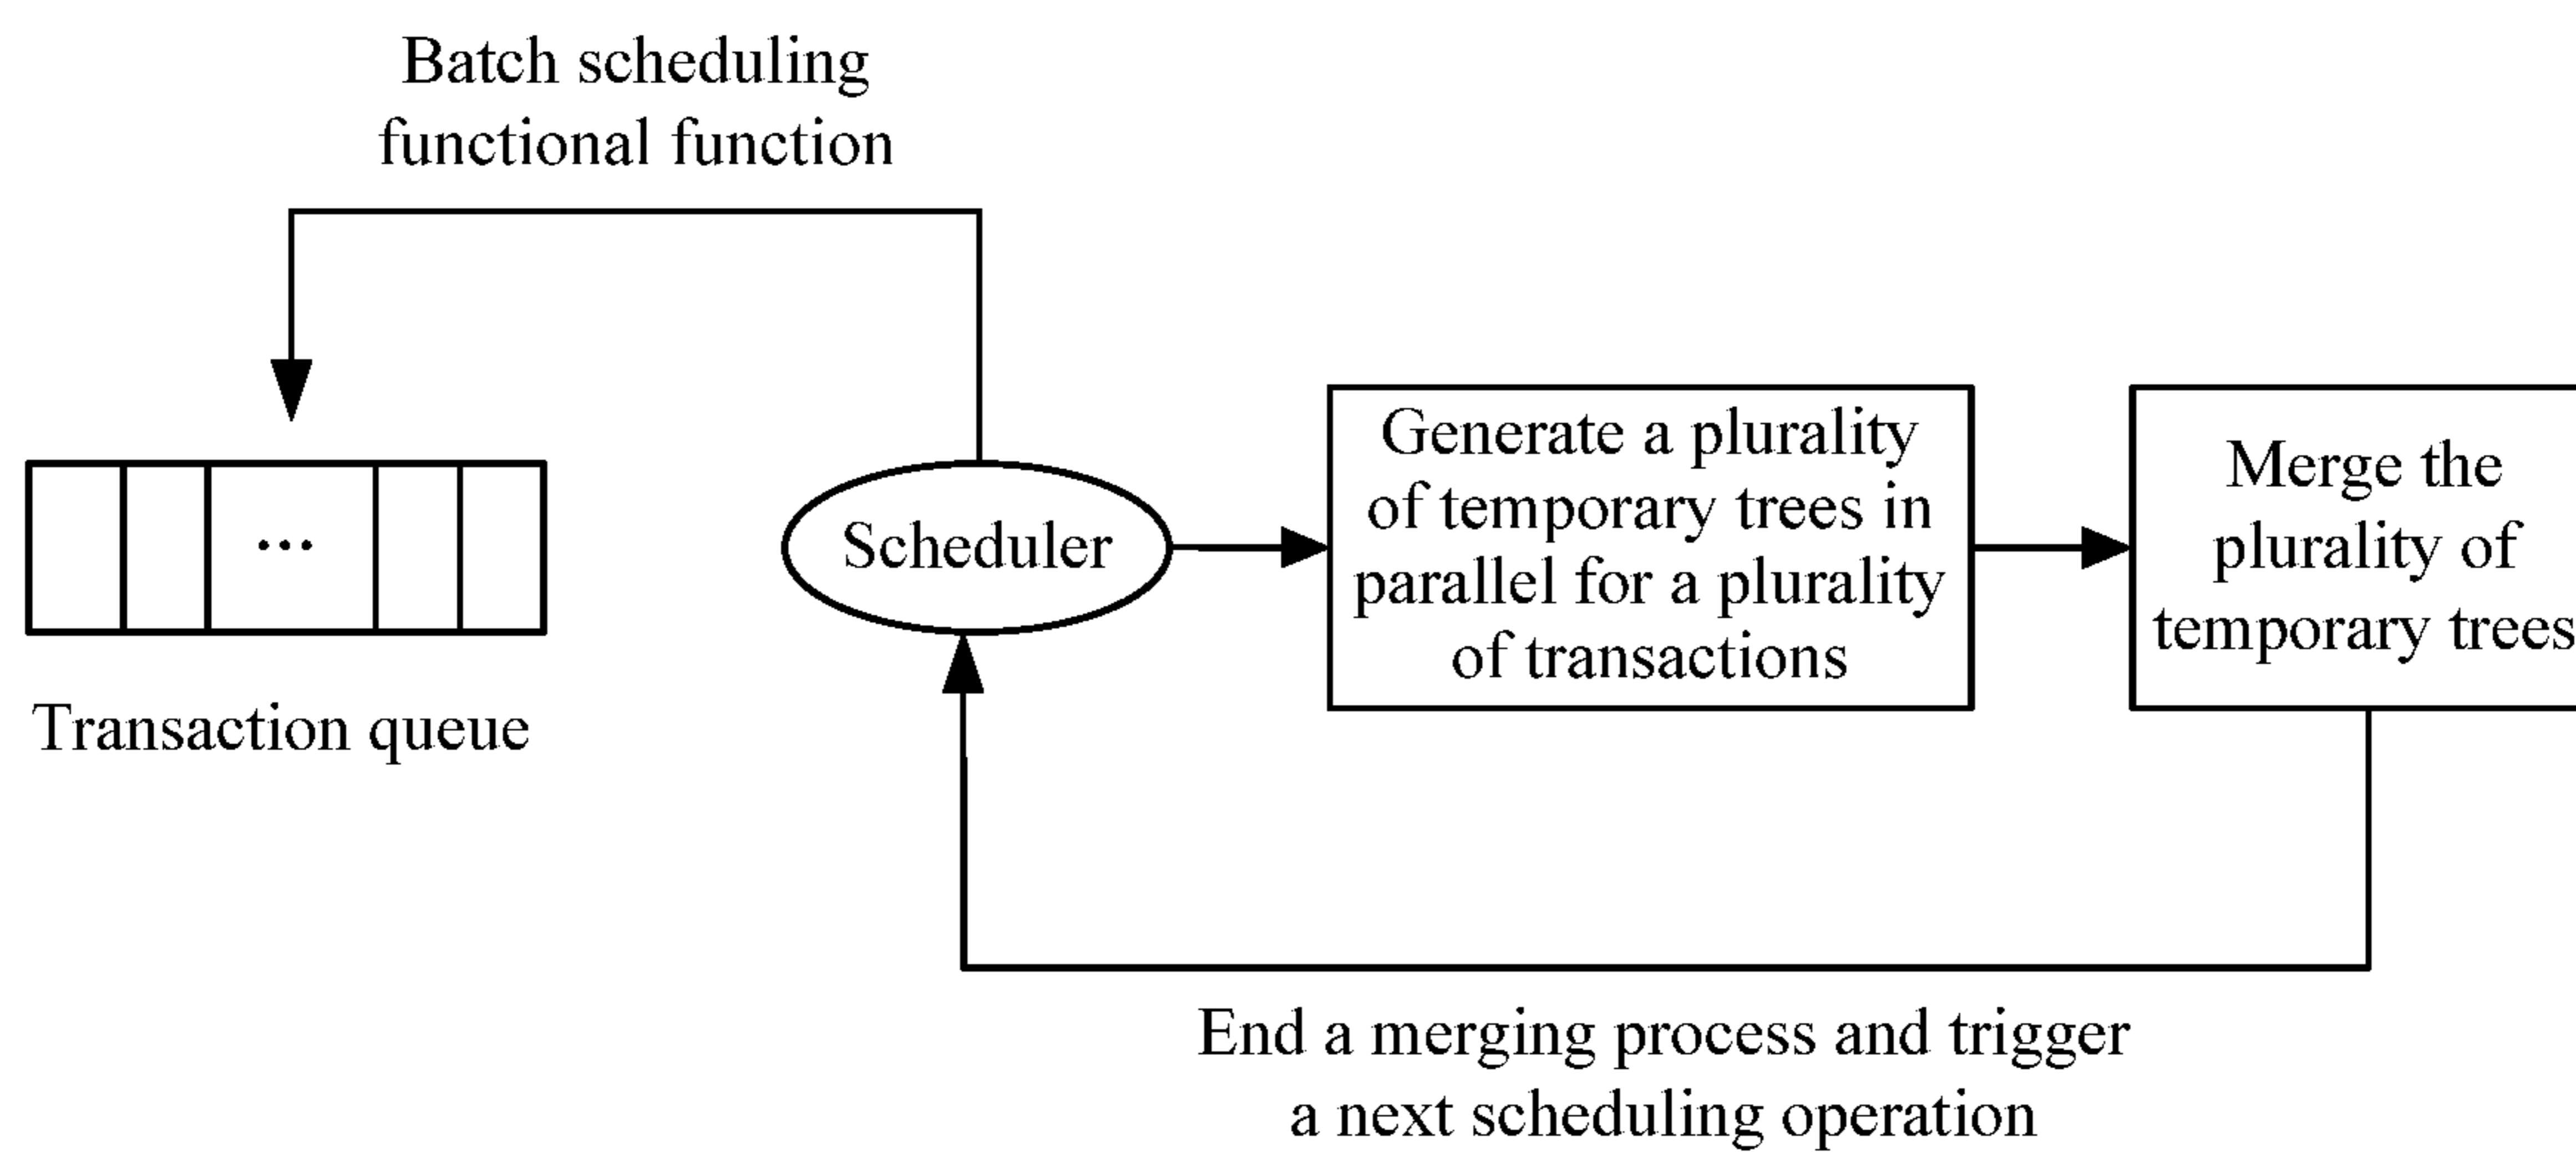 Batch scheduling
functional function
...
Transaction queue
Scheduler
Generate a plurality
of temporary trees in
parallel for a plurality
of transactions
Merge the
plurality of
temporary trees
End a merging process and trigger
a next scheduling operation